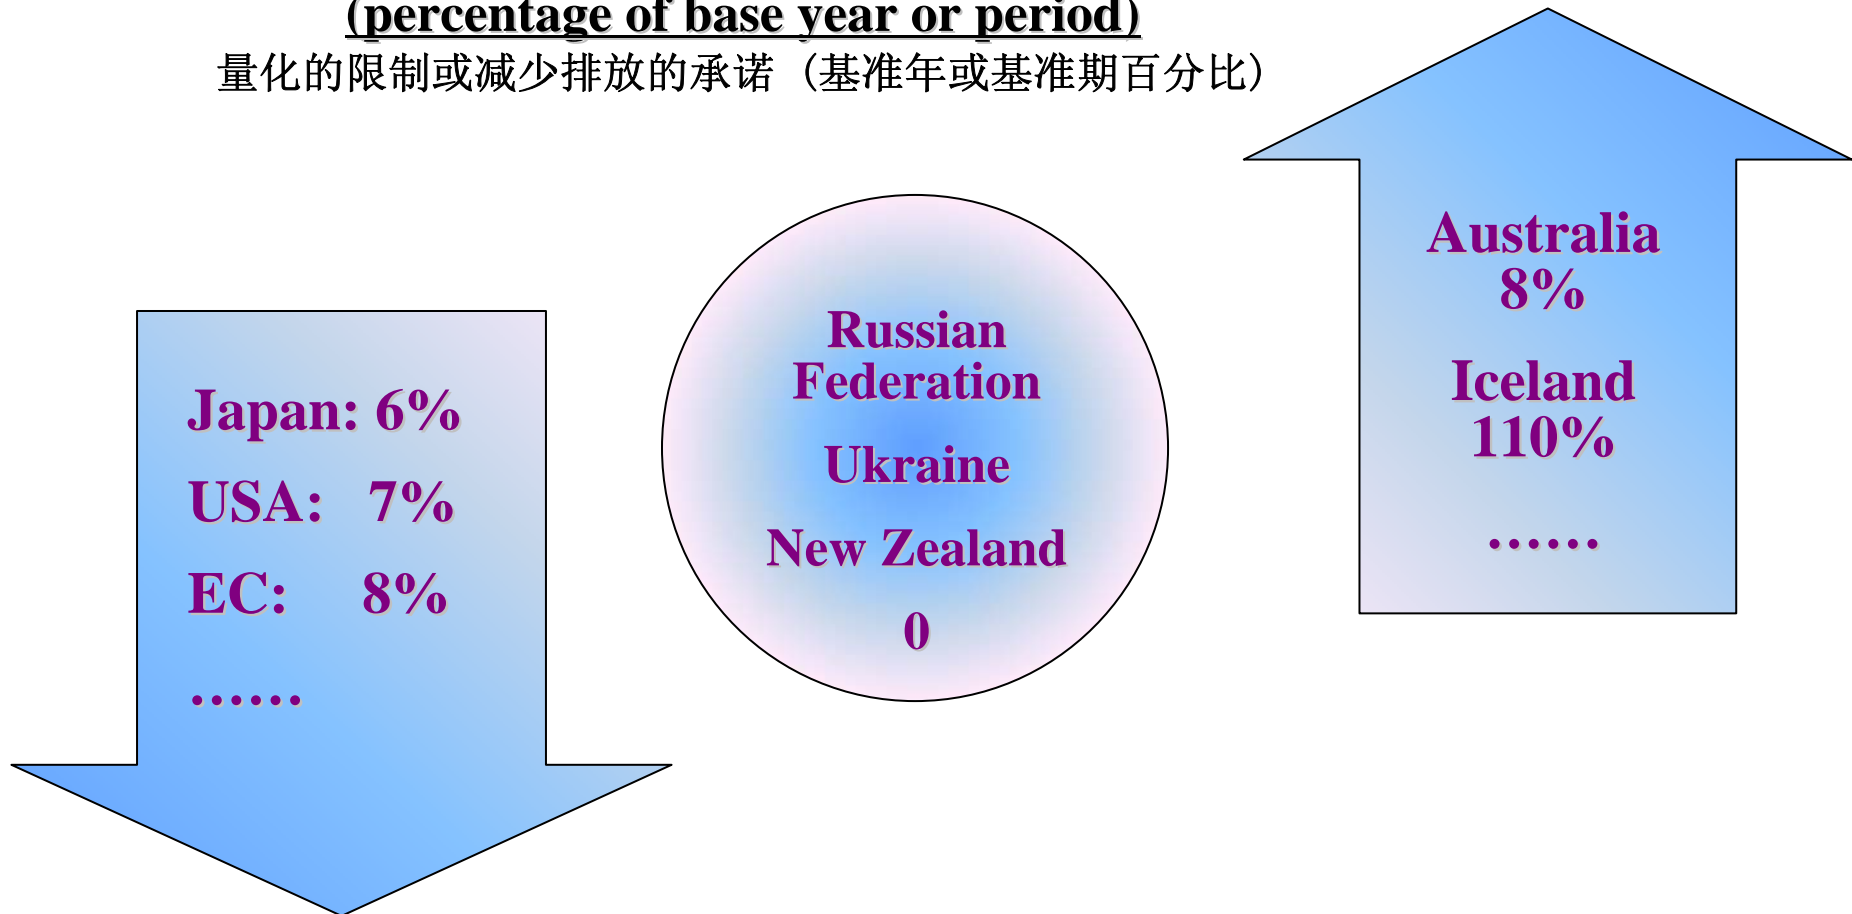 (percentage of base year or period)
量化的限制或减少排放的承诺（基准年或基准期百分比）
Japan: 6%
USA: 7%
EC: 8%
……
Russian
Federation
Ukraine
New Zealand
0
Australia
8%
Iceland
110%
……